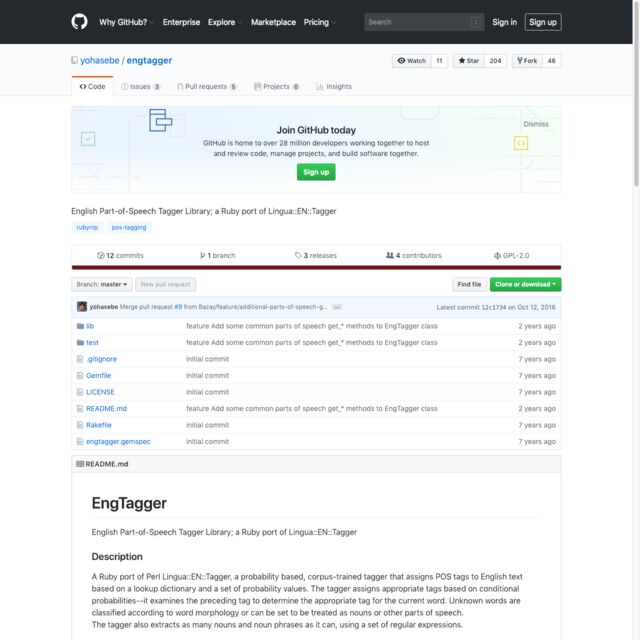 Why GitHub? Enterprise Explore Marketplace Pricing Search / Sign in Sign up
yohasebe / engtagger Watch 11 Star 204 Fork 46
Code Issues 3 Pull requests 5 Projects 0 Insights
Join GitHub today
Dismiss
GitHub is home to over 28 million developers working together to host
and review code, manage projects, and build software together.
Sign up
English Part-of-Speech Tagger Library; a Ruby port of Lingua::EN::Tagger
rubynlp pos-tagging
12 commits 1 branch 3 releases 4 contributors GPL-2.0
Branch: master New pull request Find file Clone or download
yohasebe Merge pull request #9 from Bazay/feature/additional-parts-of-speech-g... Latest commit 12c1734 on Oct 12, 2016
lib feature Add some common parts of speech get_* methods to EngTagger class 2 years ago
test feature Add some common parts of speech get_* methods to EngTagger class 2 years ago
.gitignore initial commit 7 years ago
Gemfile initial commit 7 years ago
LICENSE initial commit 7 years ago
README.md feature Add some common parts of speech get_* methods to EngTagger class 2 years ago
Rakefile initial commit 7 years ago
engtagger.gemspec initial commit 7 years ago
README.md
EngTagger
English Part-of-Speech Tagger Library; a Ruby port of Lingua::EN::Tagger
Description
A Ruby port of Perl Lingua::EN::Tagger, a probability based, corpus-trained tagger that assigns POS tags to English text
based on a lookup dictionary and a set of probability values. The tagger assigns appropriate tags based on conditional
probabilities--it examines the preceding tag to determine the appropriate tag for the current word. Unknown words are
classified according to word morphology or can be set to be treated as nouns or other parts of speech.
The tagger also extracts as many nouns and noun phrases as it can, using a set of regular expressions.